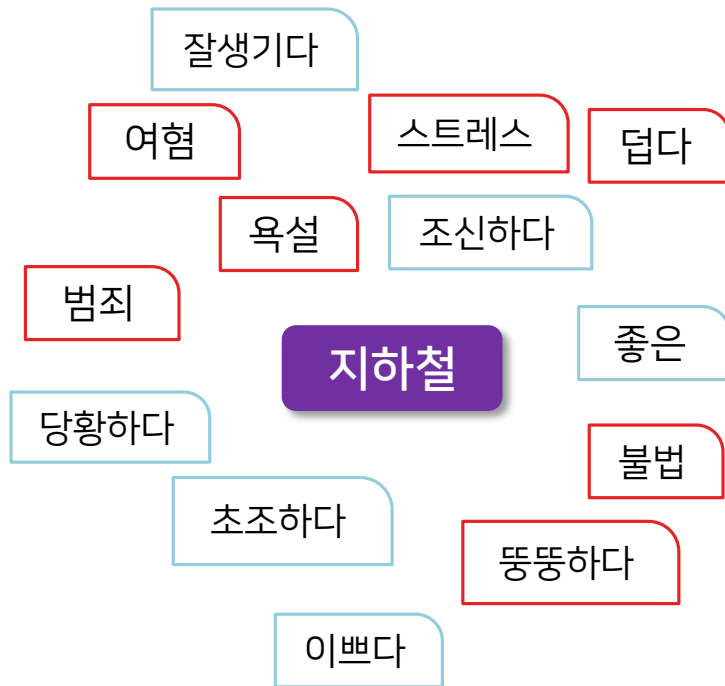 잘생기다
여혐
스트레스
덥다
욕설
조신하다
범죄
지하철
좋은
당황하다
불법
초조하다
뚱뚱하다
이쁘다